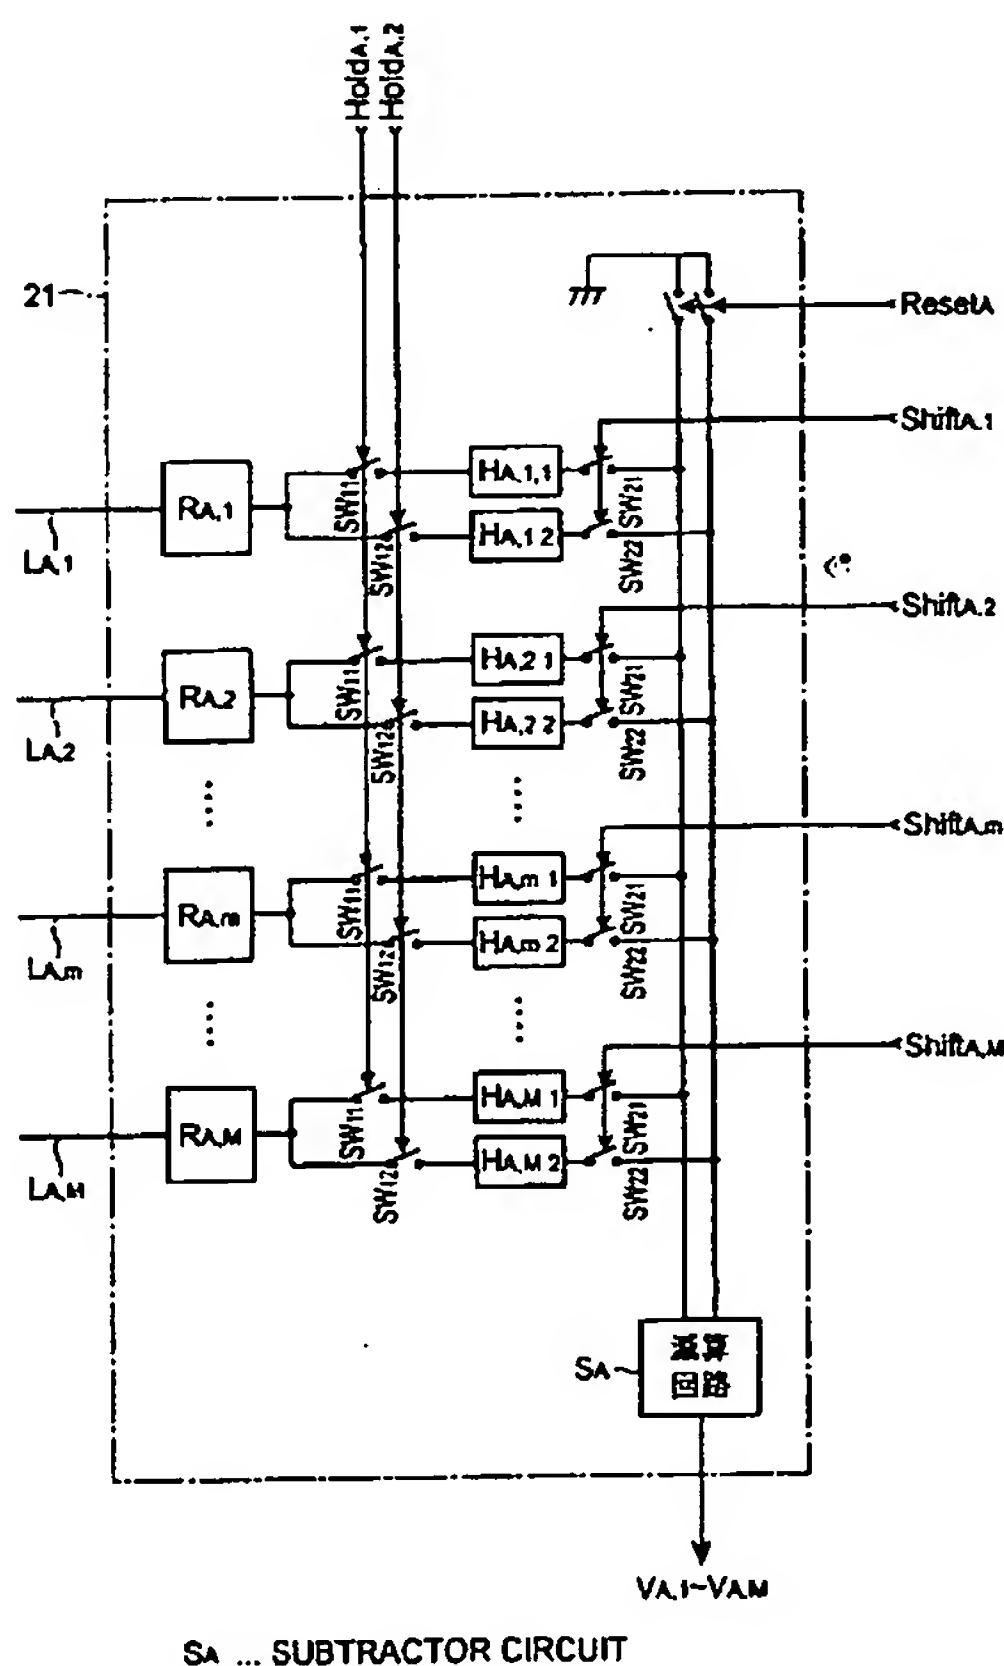 HoldA,1
HoldA,2
21
ResetA
ShiftA.1
RA,1
SW11
HA,1,1
SW21
LA,1
SW12
HA,1 2
SW22
ShiftA.2
RA,2
SW11
HA,2 1
SW21
LA,2
SW12
HA,2 2
SW22
ShiftA,m
RA,m
SW11
HA,m 1
SW21
LA,m
SW12
HA,m 2
SW22
ShiftA,M
RA,M
SW11
HA,M 1
SW21
LA,M
SW12
HA,M 2
SW22
SA
減算
回路
VA,1~VA,M
SA ... SUBTRACTOR CIRCUIT